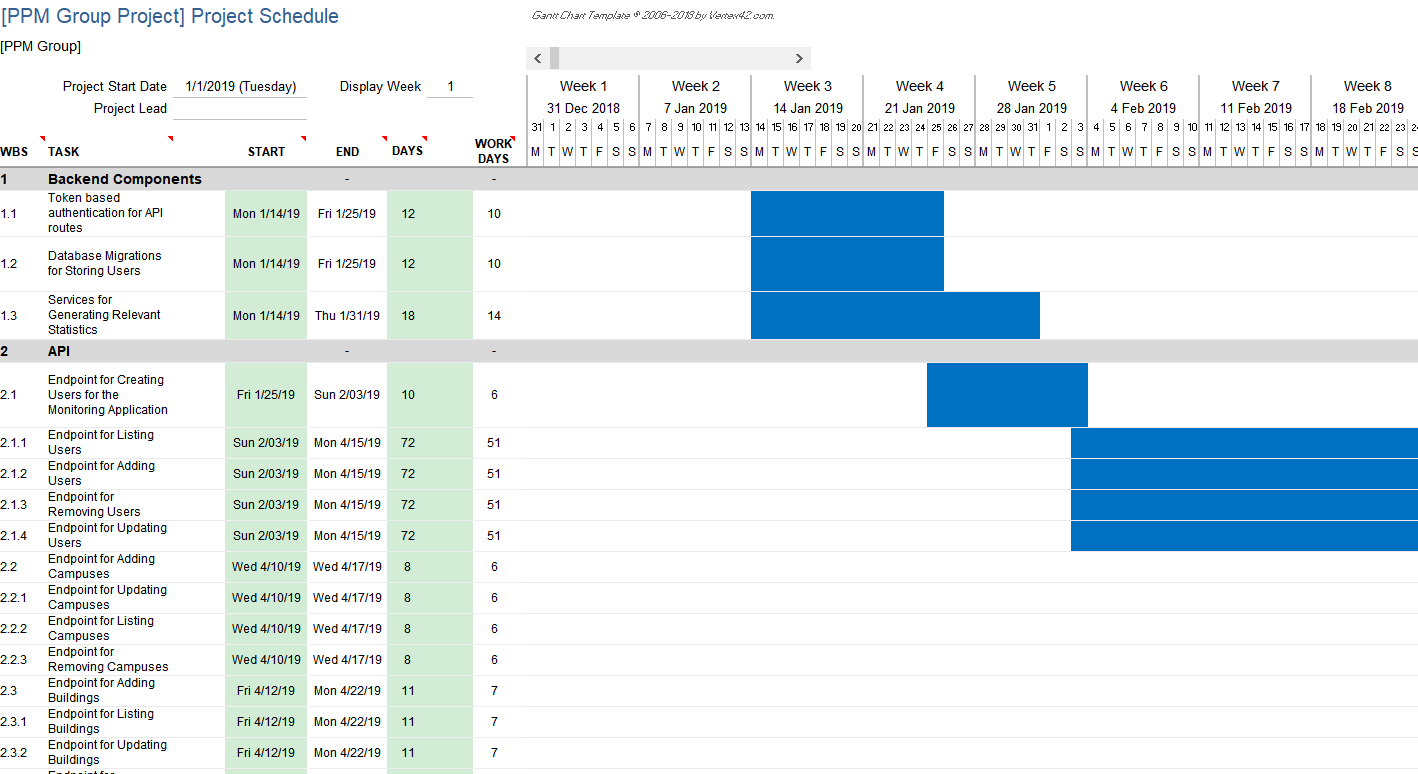 [PPM Group Project] Project Schedule
Gantt Chart Template © 2006-2018 by Vertex42.com.
[PPM Group]
Project Start Date 1/1/2019 (Tuesday) Display Week 1
Project Lead
Week 1 Week 2 Week 3 Week 4 Week 5 Week 6 Week 7 Week 8
31 Dec 2018 7 Jan 2019 14 Jan 2019 21 Jan 2019 28 Jan 2019 4 Feb 2019 11 Feb 2019 18 Feb 2019
31 1 2 3 4 5 6 7 8 9 10 11 12 13 14 15 16 17 18 19 20 21 22 23 24 25 26 27 28 29 30 31 1 2 3 4 5 6 7 8 9 10 11 12 13 14 15 16 17 18 19 20 21 22 23
M T W T F S S M T W T F S S M T W T F S S M T W T F S S M T W T F S S M T W T F S S M T W T F S S M T W T F S
WBS TASK START END DAYS WORK DAYS
1 Backend Components - -
1.1 Token based authentication for API routes Mon 1/14/19 Fri 1/25/19 12 10
1.2 Database Migrations for Storing Users Mon 1/14/19 Fri 1/25/19 12 10
1.3 Services for Generating Relevant Statistics Mon 1/14/19 Thu 1/31/19 18 14
2 API - -
2.1 Endpoint for Creating Users for the Monitoring Application Fri 1/25/19 Sun 2/03/19 10 6
2.1.1 Endpoint for Listing Users Sun 2/03/19 Mon 4/15/19 72 51
2.1.2 Endpoint for Adding Users Sun 2/03/19 Mon 4/15/19 72 51
2.1.3 Endpoint for Removing Users Sun 2/03/19 Mon 4/15/19 72 51
2.1.4 Endpoint for Updating Users Sun 2/03/19 Mon 4/15/19 72 51
2.2 Endpoint for Adding Campuses Wed 4/10/19 Wed 4/17/19 8 6
2.2.1 Endpoint for Updating Campuses Wed 4/10/19 Wed 4/17/19 8 6
2.2.2 Endpoint for Listing Campuses Wed 4/10/19 Wed 4/17/19 8 6
2.2.3 Endpoint for Removing Campuses Wed 4/10/19 Wed 4/17/19 8 6
2.3 Endpoint for Adding Buildings Fri 4/12/19 Mon 4/22/19 11 7
2.3.1 Endpoint for Listing Buildings Fri 4/12/19 Mon 4/22/19 11 7
2.3.2 Endpoint for Updating Buildings Fri 4/12/19 Mon 4/22/19 11 7